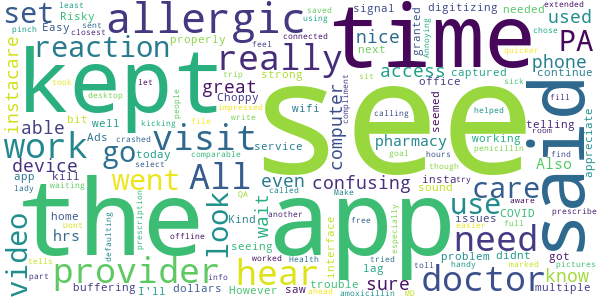 set
Risky
allergic
time
signal
digitizing
Easy
needed
least
pinch
sent
closest
nice
next
used
PA
using
saved
feel
connected
Annoying
granted
extended
chose
quicker
reaction
really
instacare
kept
see
said
Choppy
properly
great
trip
strong
access
captured
phone
continue
able
bit
Ads
people
desktop
let
kicking
took
file
well
crashed
wifi
computer
compliment
impressed
write
sit
office
sick
fill
appreciate
seemed
helped
telling
room
work
go
visit
today
comparable
service
calling
pharmacy
working
penicillin
device
app
kill
select
All
even
confusing
goal
hours
though
Also
find
lady
waiting
went
QA
called
another
Make
instatry
sound
aware
prescribe
care
the app
use
need
home
Dont
hrs
prescription
look
wait
free
interface
issues
COVID
full
video
defaulting
offline
Kind
seeing
especially
tried
lag
toll
easier
marked
problem
didnt
got
pictures
provider
hear
doctor
know
tells
part
buffering
I'll
dollars
info
However
worked
saw
Health
ahead
trouble
amoxicillin
sure
MD
handy
multiple